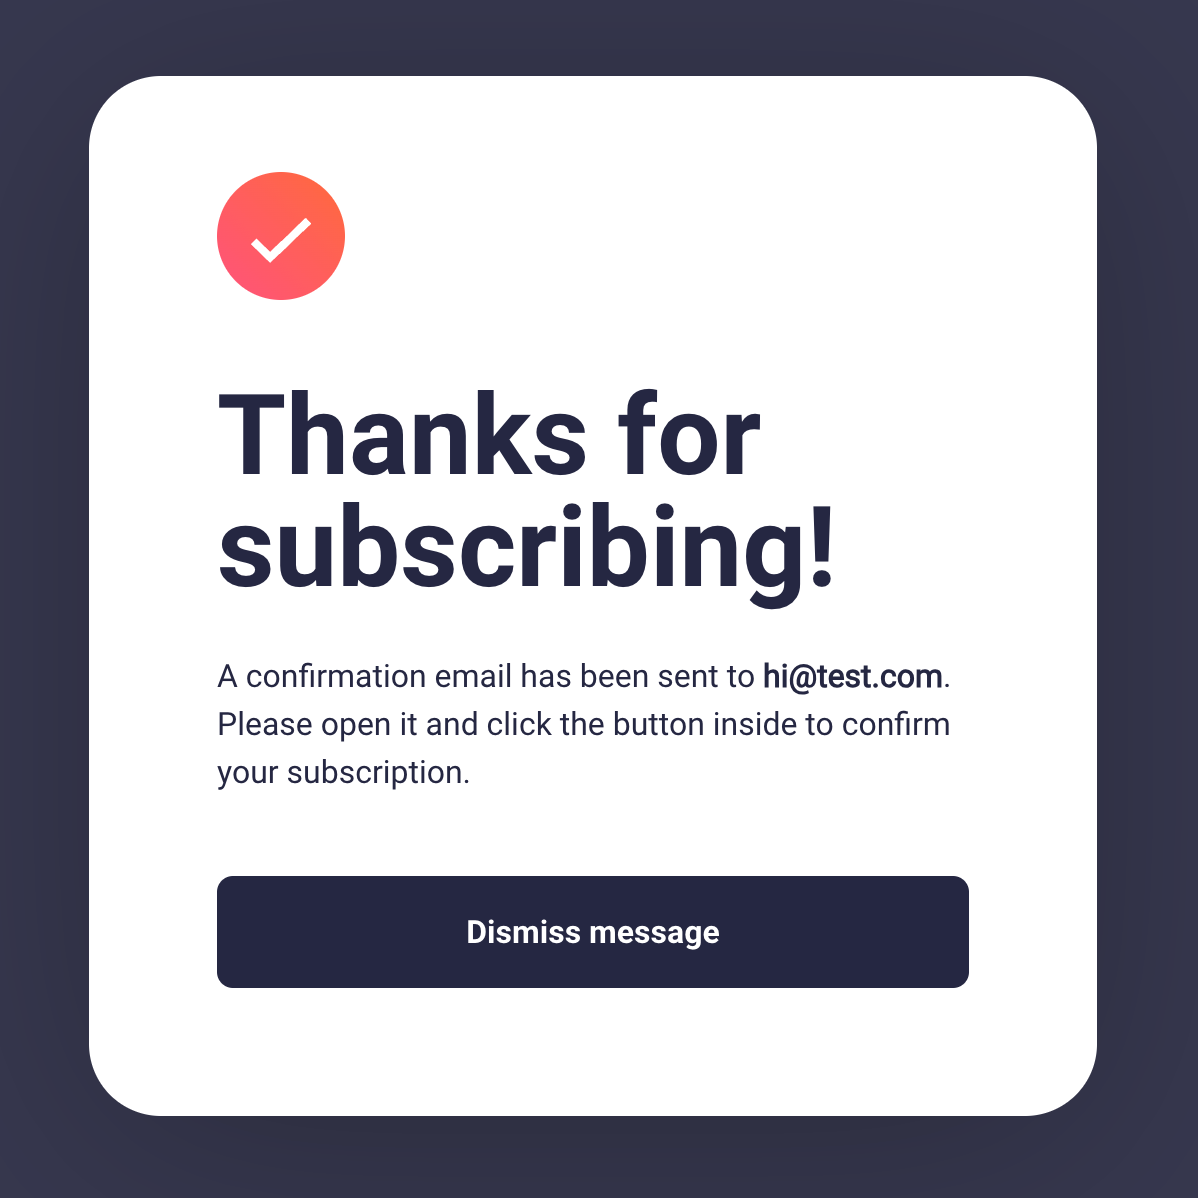 Thanks for
subscribing!
A confirmation email has been sent to hi@test.com.
Please open it and click the button inside to confirm
your subscription.
Dismiss message